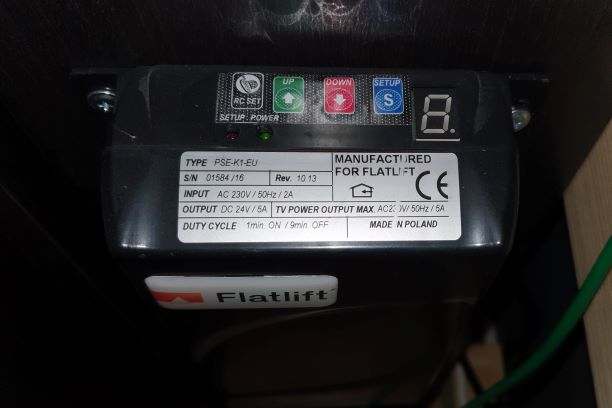 UP DOWN SETUP
RC SET
S
SETUP POWER
8.
TYPE PSE-K1-EU
MANUFACTURED
FOR FLATLIFT
S/N 01584 /16 Rev. 10.13
CE
INPUT AC 230V / 50Hz / 2A
OUTPUT DC 24V / 5A TV POWER OUTPUT MAX. AC230V/ 50Hz / 5A
DUTY CYCLE 1min. ON / 9min. OFF MADE IN POLAND
Flatlift